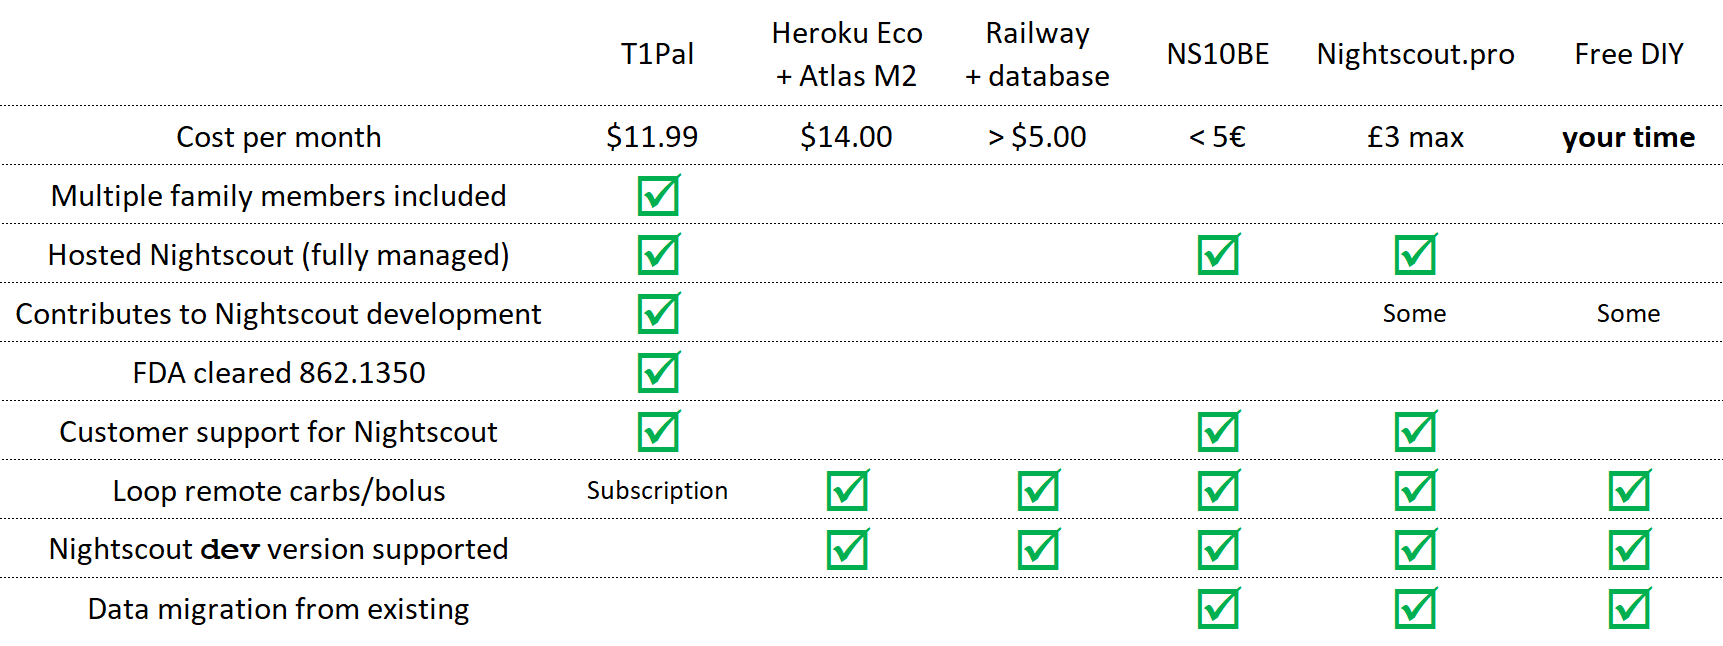 T1Pal
Heroku Eco
+ Atlas M2
Railway
+ database
NS10BE
Nightscout.pro
Free DIY
Cost per month $11.99 $14.00 > $5.00 < 5€ £3 max your time
Multiple family members included
Hosted Nightscout (fully managed)
Contributes to Nightscout development Some Some
FDA cleared 862.1350
Customer support for Nightscout
Loop remote carbs/bolus Subscription
Nightscout dev version supported
Data migration from existing